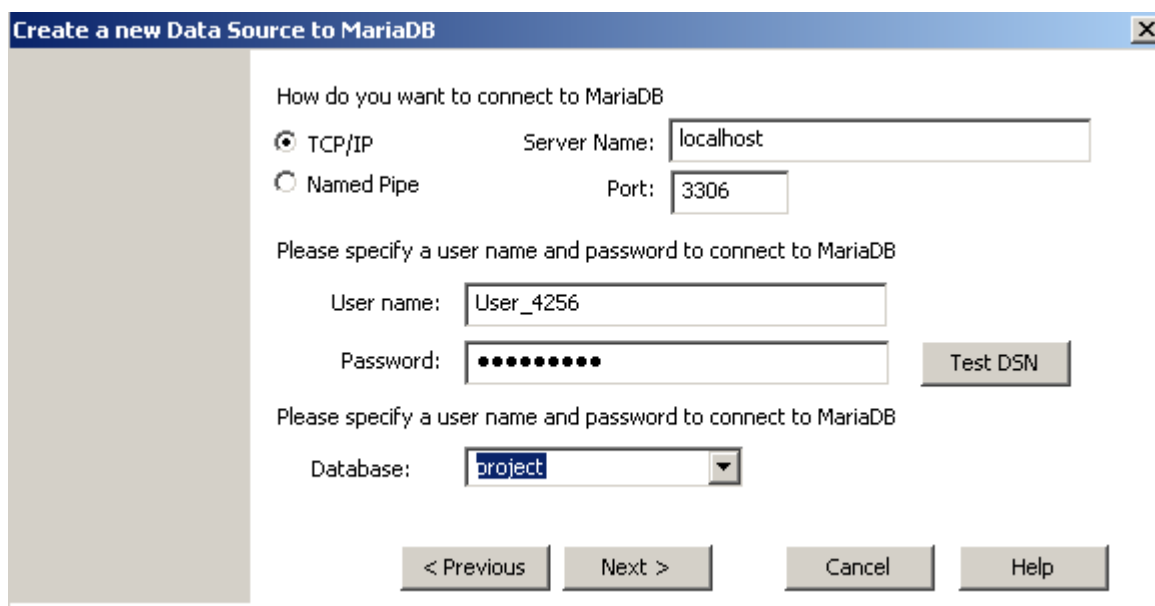 Create a new Data Source to MariaDB
How do you want to connect to MariaDB
TCP/IP Server Name: localhost
Named Pipe Port: 3306
Please specify a user name and password to connect to MariaDB
User name: User_4256
Password: ●●●●●●●●● Test DSN
Please specify a user name and password to connect to MariaDB
Database: project
< Previous Next > Cancel Help